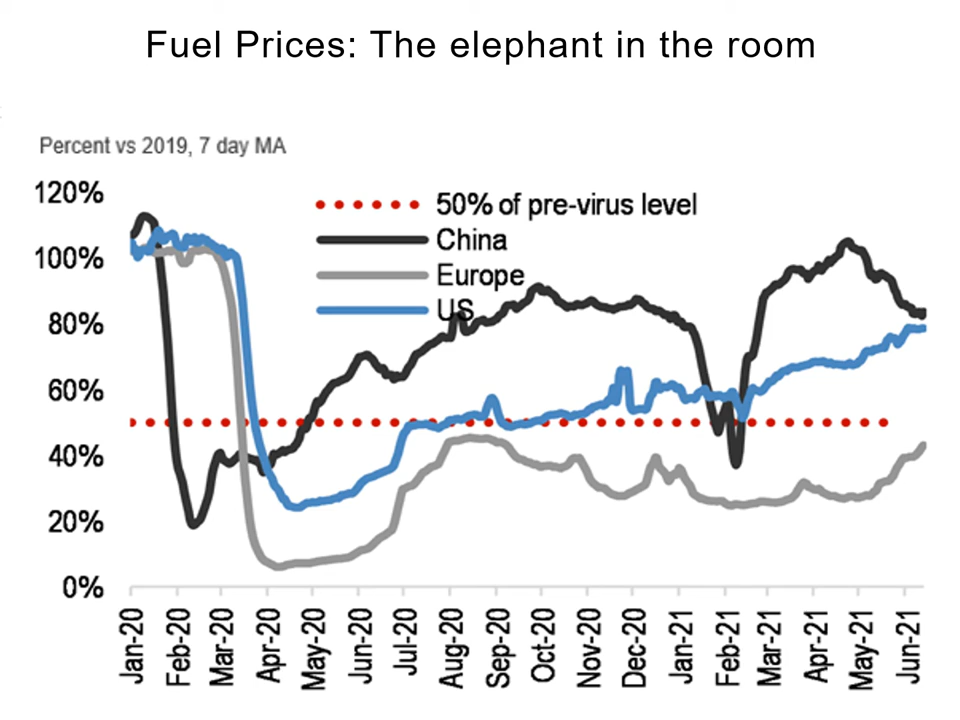 Fuel Prices: The elephant in the room
Percent vs 2019, 7 day MA
120%
100%
80%
60%
40%
20%
0%
50% of pre-virus level
China
Europe
US
Jan-20
Feb-20
Mar-20
Apr-20
May-20
Jun-20
Jul-20
Aug-20
Sep-20
Oct-20
Nov-20
Dec-20
Jan-21
Feb-21
Mar-21
Apr-21
May-21
Jun-21